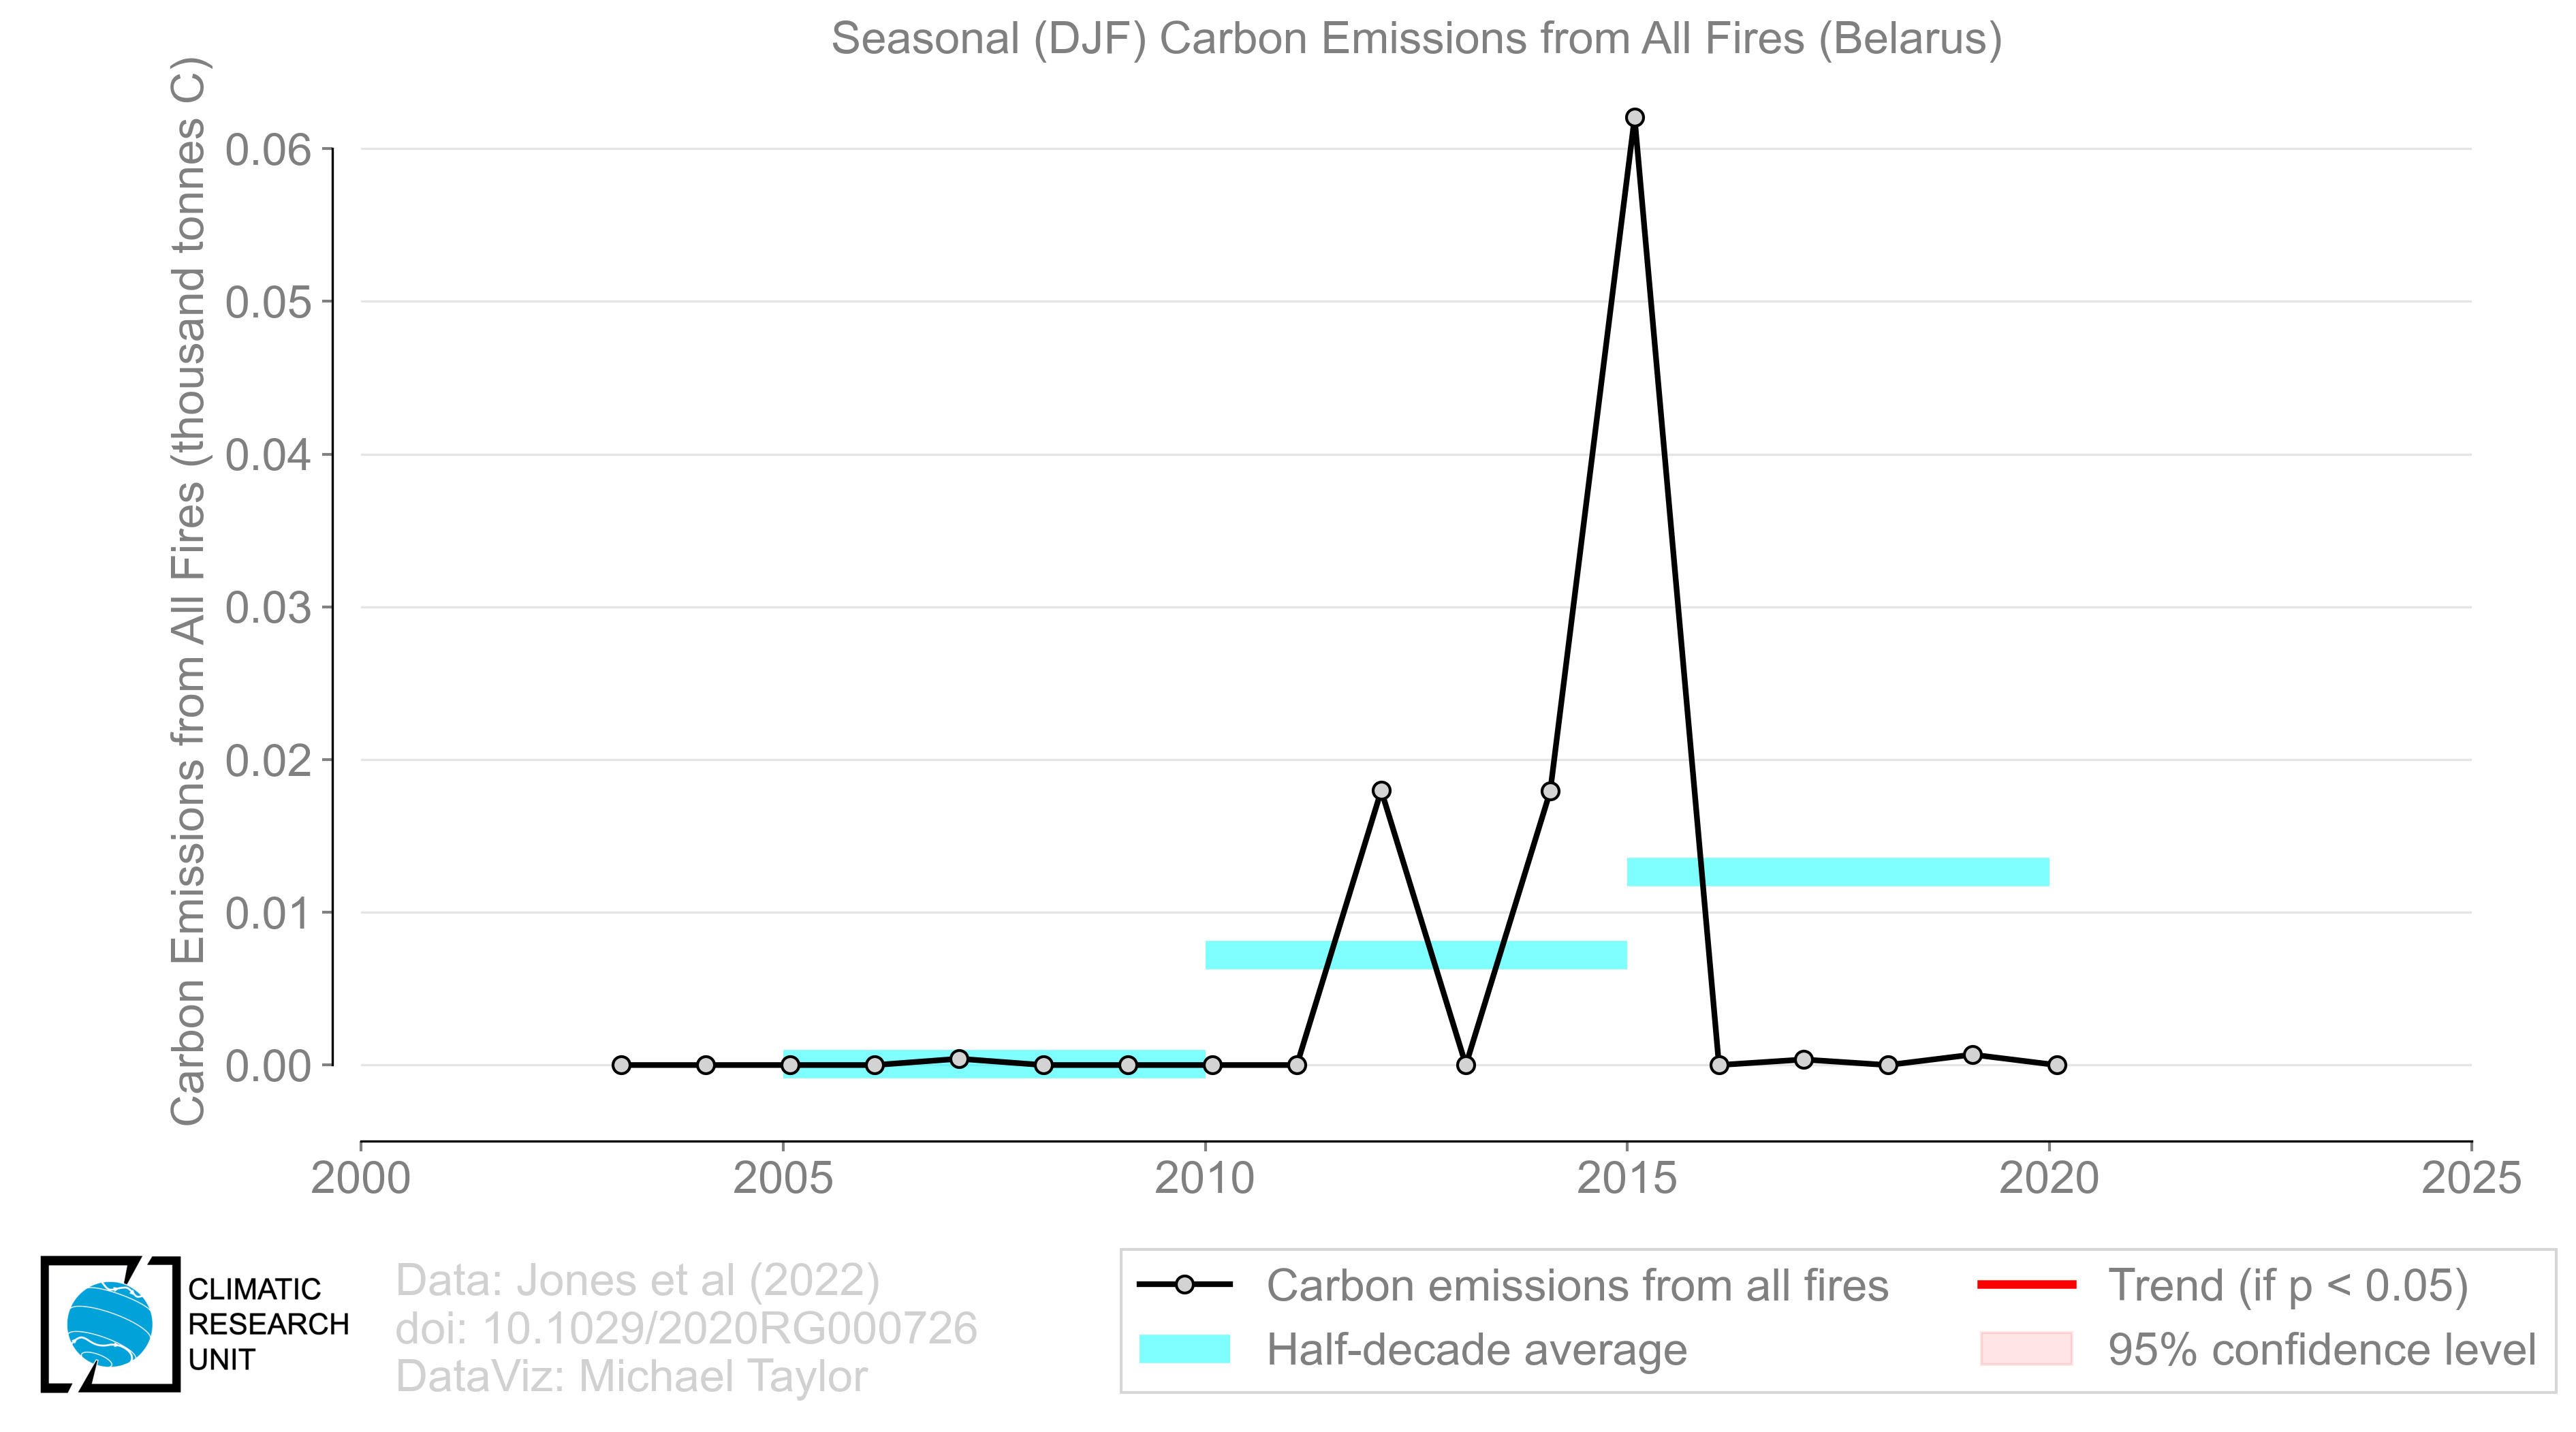 Seasonal (DJF) Carbon Emissions from All Fires (Belarus)
Carbon Emissions from All Fires (thousand tonnes C)
0.06
0.05
0.04
0.03
0.02
0.01
0.00
2000
2005
2010
2015
2020
2025
CLIMATIC
RESEARCH
UNIT
Data: Jones et al (2022)
doi: 10.1029/2020RG000726
DataViz: Michael Taylor
Carbon emissions from all fires
Half-decade average
Trend (if p < 0.05)
95% confidence level